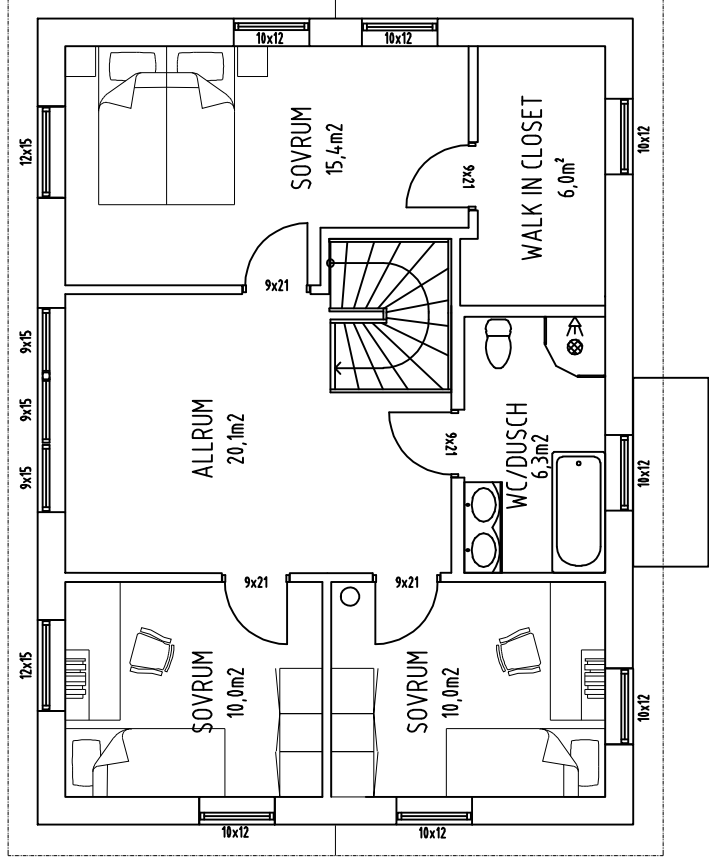 10x12
10x12
12x15
SOVRUM
15,4m2
9x21
WALK IN CLOSET
6,0m²
10x12
9x21
9x15
9x15
9x15
ALLRUM
20,1m2
9x21
WC/DUSCH
6,3m2
10x12
9x21
9x21
12x15
SOVRUM
10,0m2
SOVRUM
10,0m2
10x12
10x12
10x12